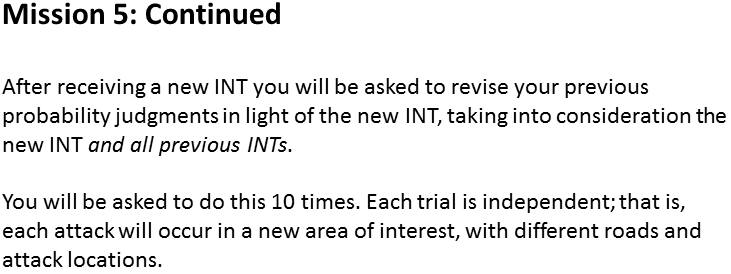 Mission 5: Continued
After receiving a new INT you will be asked to revise your previous
probability judgments in light of the new INT, taking into consideration the
new INT and all previous INTs.
You will be asked to do this 10 times. Each trial is independent; that is,
each attack will occur in a new area of interest, with different roads and
attack locations.